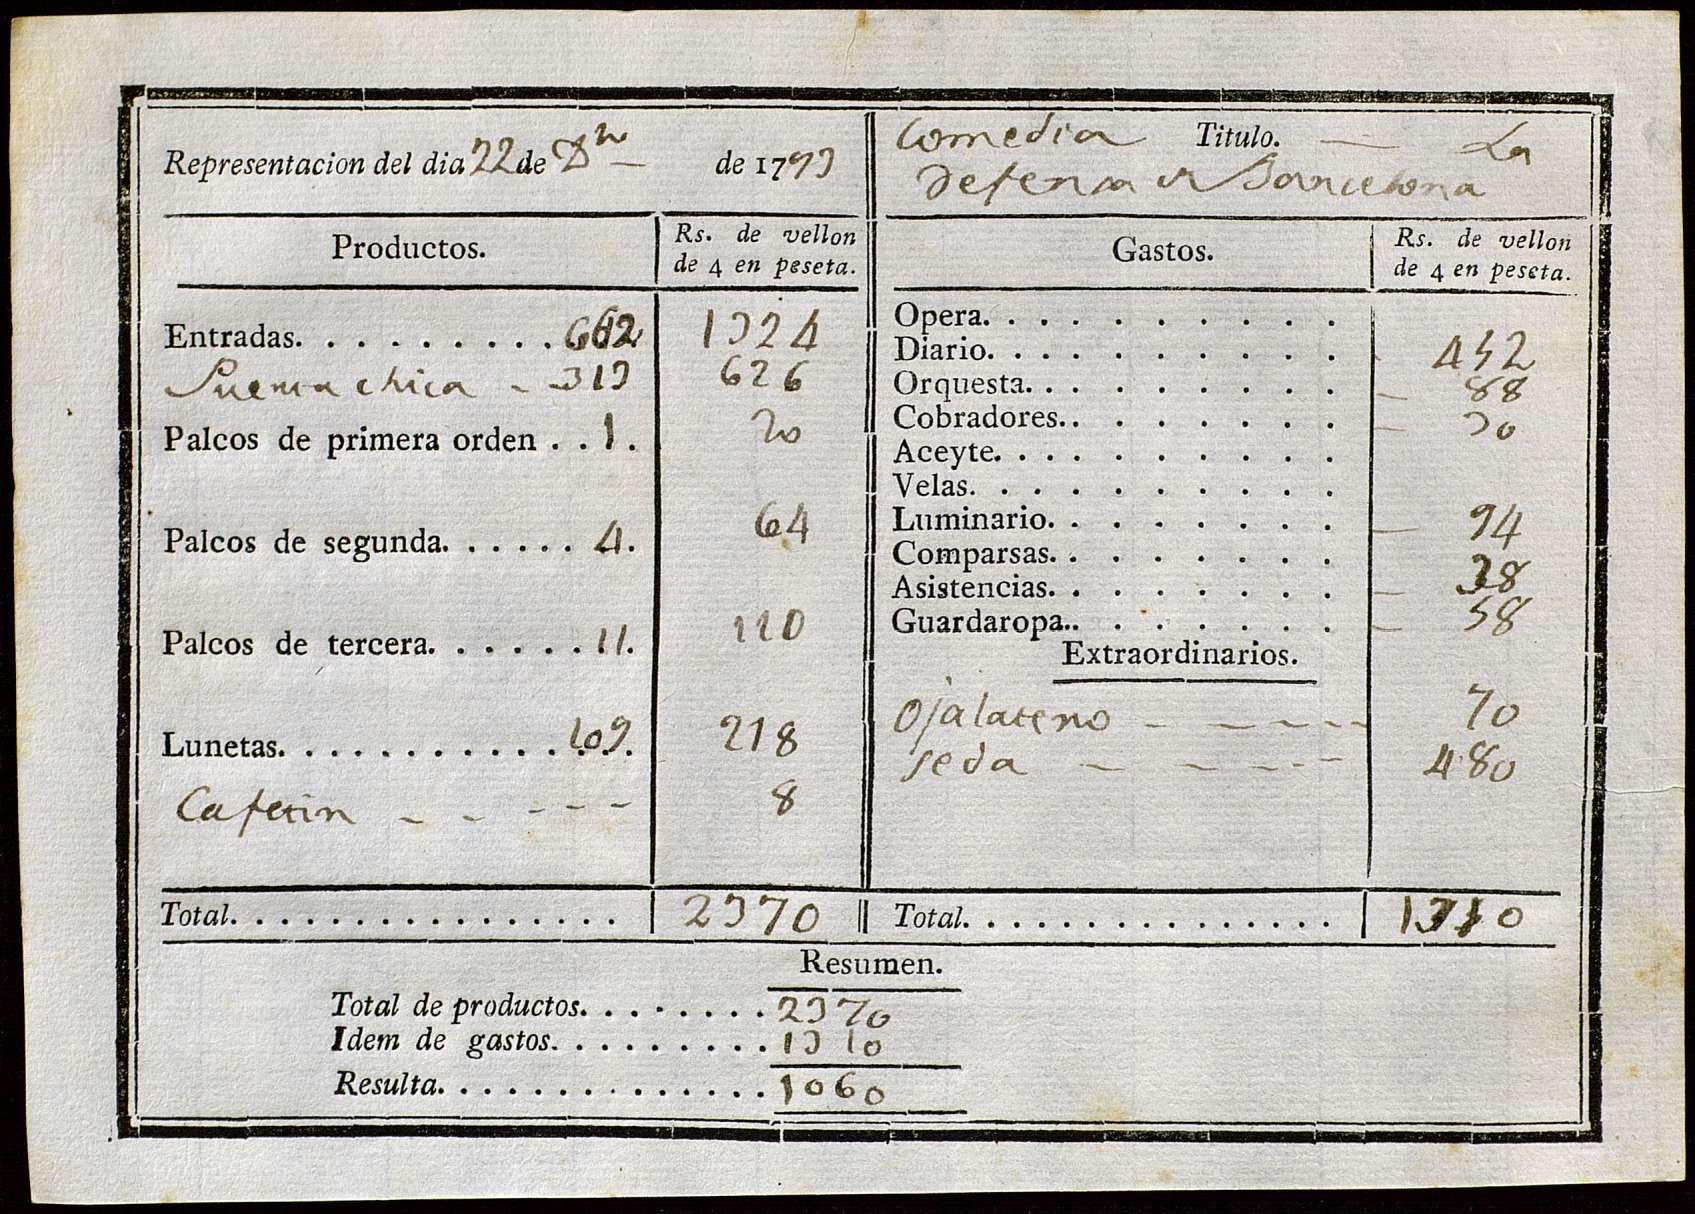 Representacion del dia 22 de 8re de 1793
Comedia Titulo. — La
Defensa de Barcelona
Productos. Rs. de vellon de 4 en peseta.
Gastos. Rs. de vellon de 4 en peseta.
Entradas. 662 1324
Puerta chica - - 313 626
Palcos de primera orden . . 1. 20
Palcos de segunda. 4. 64
Palcos de tercera. 11. 110
Lunetas. 109. 218
Cafetin - - - - - 8
Total. 2370
Opera.
Diario. 452
Orquesta. 88
Cobradores. 30
Aceyte.
Velas.
Luminario. 94
Comparsas.
Asistencias. 38
Guardaropa. 58
Extraordinarios.
Ojalatero - - - - - 70
seda - - - - - 480
Total. 1310
Resumen.
Total de productos. 2370
Idem de gastos. 1310
Resulta. 1060